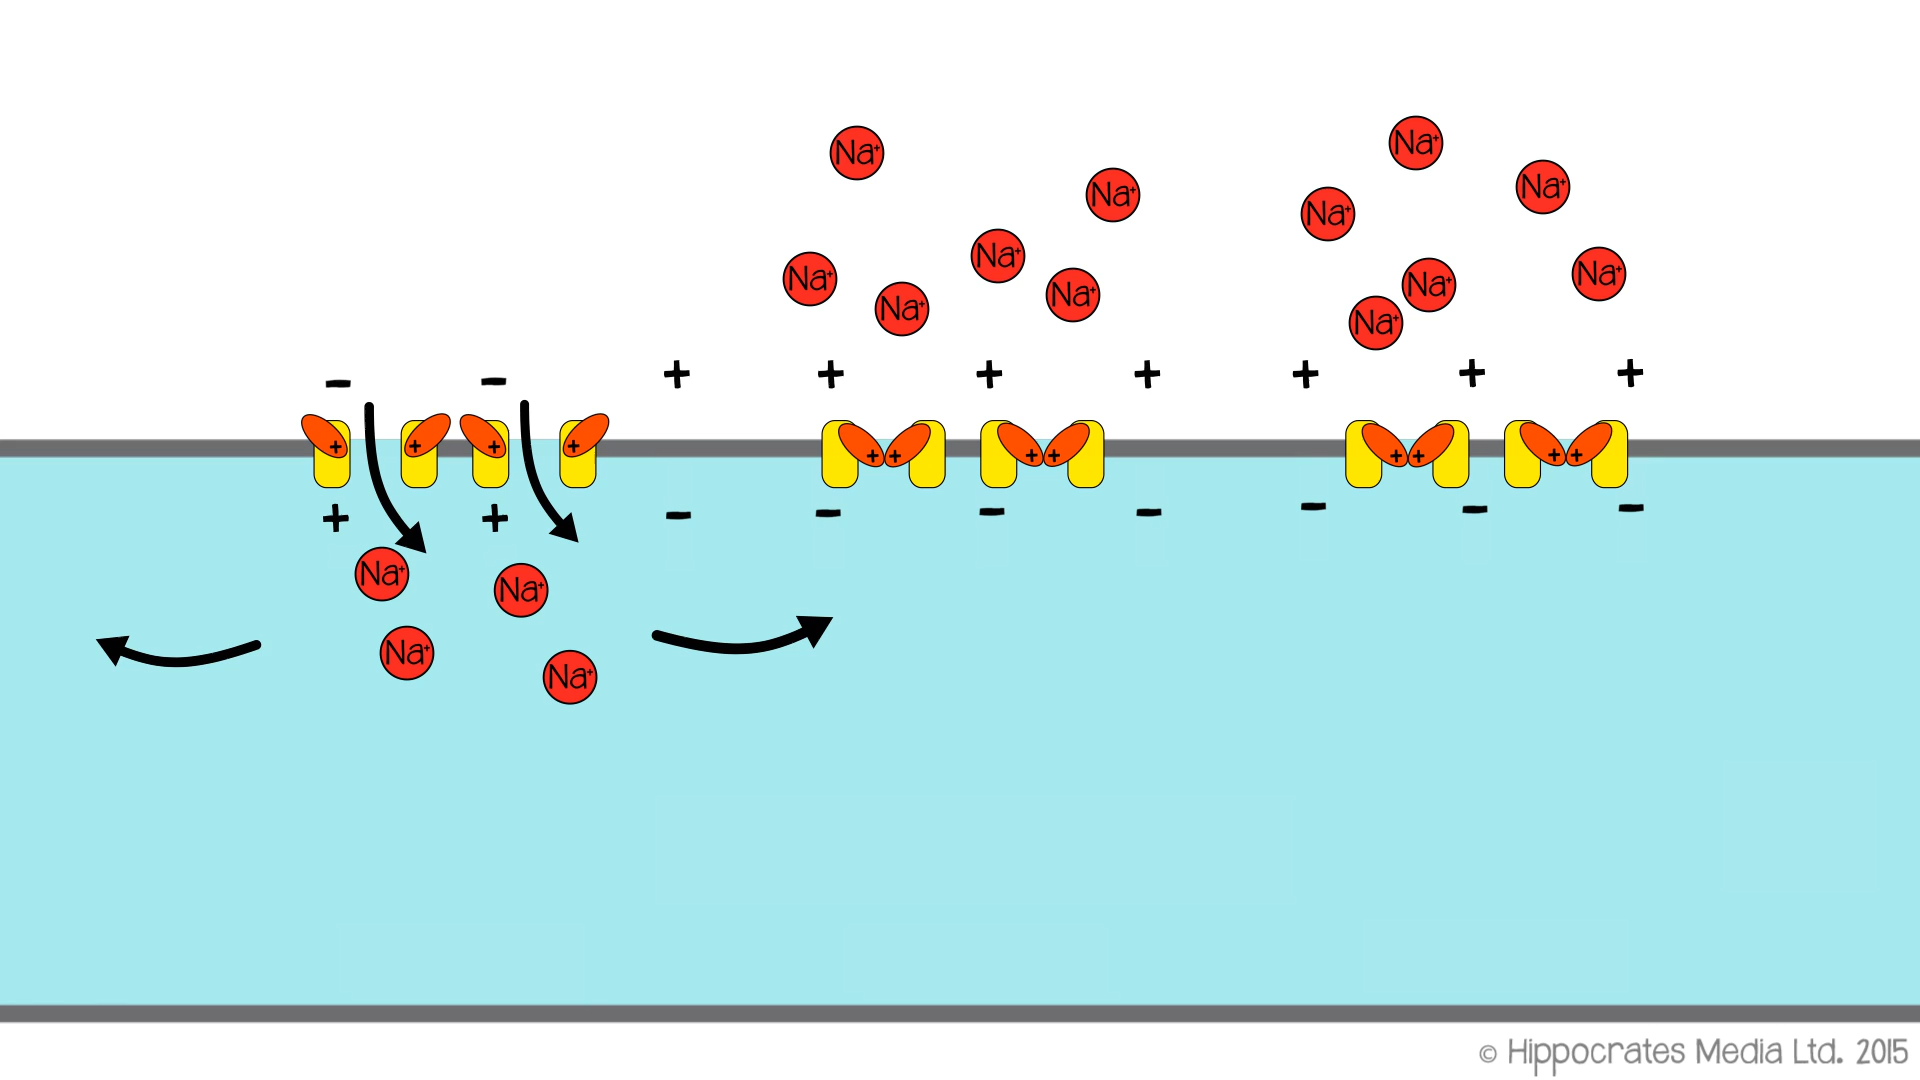 Na⁺
Na⁺
Na⁺
Na⁺
Na⁺
Na⁺
Na⁺
Na⁺
Na⁺
Na⁺
Na⁺
Na⁺
− − + + + + + + +
+ + + + + + + + + + + +
+ + − − − − − − −
Na⁺
Na⁺
Na⁺
Na⁺
© Hippocrates Media Ltd. 2015